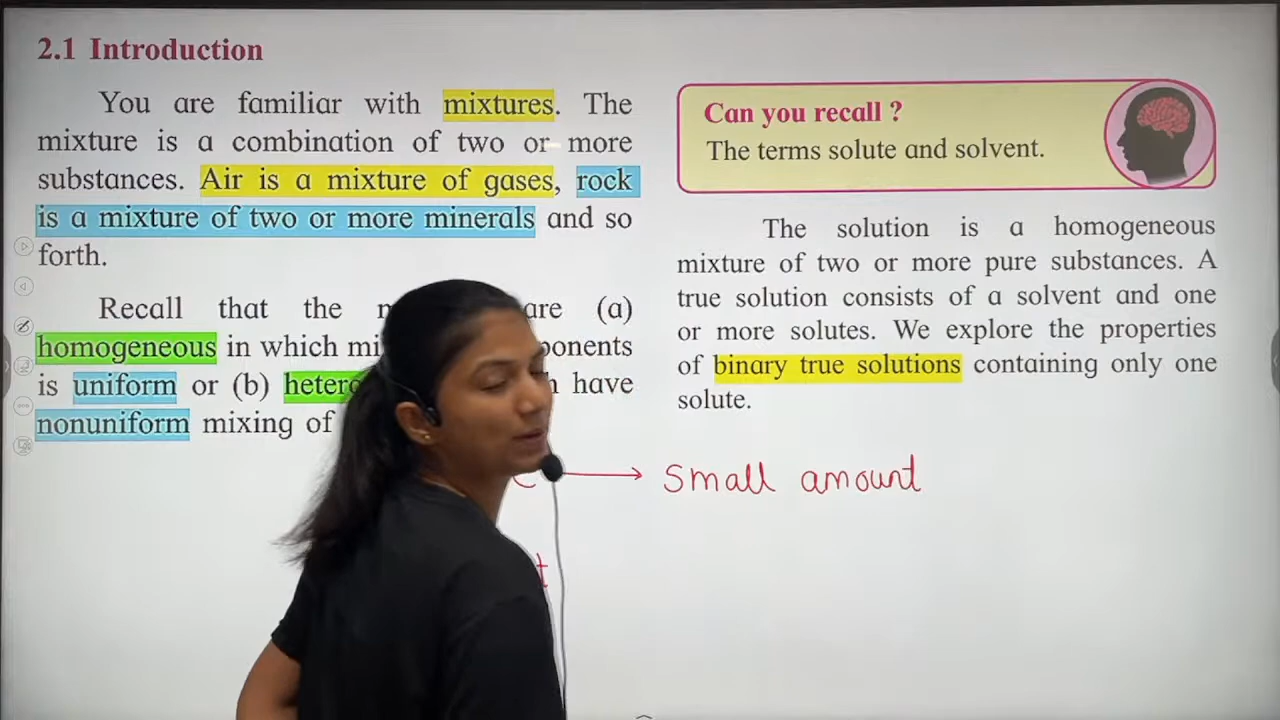 2.1 Introduction
You are familiar with mixtures. The
mixture is a combination of two or more
substances. Air is a mixture of gases, rock
is a mixture of two or more minerals and so
forth.
Recall that the are (a)
homogeneous in which
is uniform or (b) have
nonuniform mixing of
Can you recall ?
The terms solute and solvent.
The solution is a homogeneous
mixture of two or more pure substances. A
true solution consists of a solvent and one
or more solutes. We explore the properties
of binary true solutions containing only one
solute.
small amount